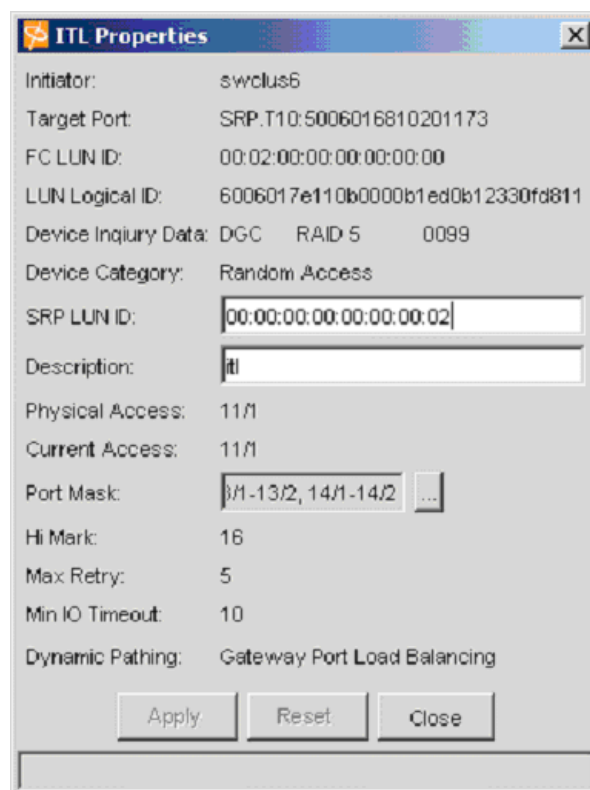 ITL Properties
Initiator: swclus6
Target Port: SRP.T10:5006016810201173
FC LUN ID: 00:02:00:00:00:00:00:00
LUN Logical ID: 6006017e110b0000b1ed0b12330fd811
Device Inqiury Data: DGC RAID 5 0099
Device Category: Random Access
SRP LUN ID: 00:00:00:00:00:00:00:02
Description: itl
Physical Access: 11/1
Current Access: 11/1
Port Mask: 3/1-13/2, 14/1-14/2 ...
Hi Mark: 16
Max Retry: 5
Min IO Timeout: 10
Dynamic Pathing: Gateway Port Load Balancing
Apply Reset Close